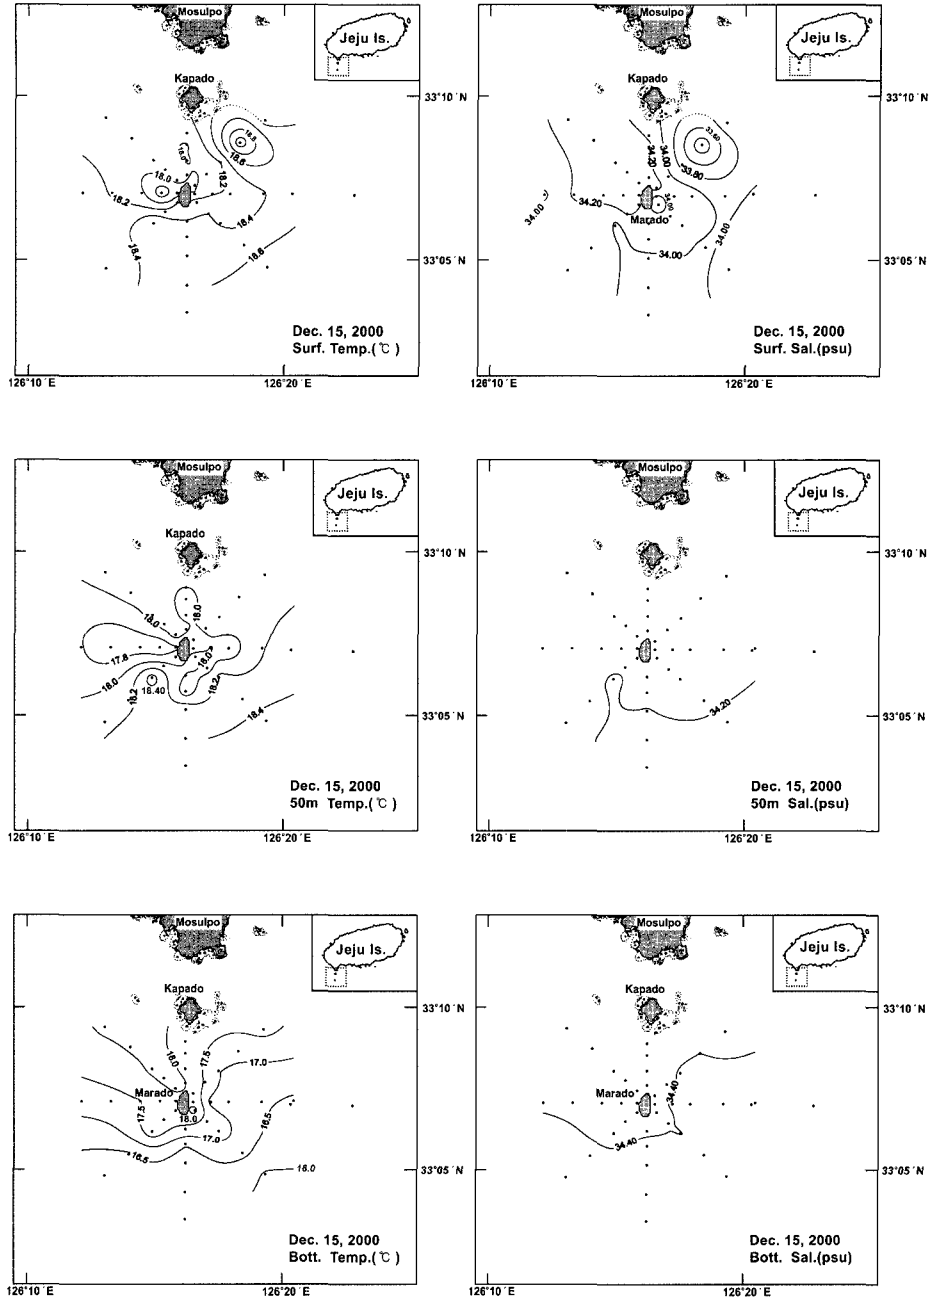 Mosulpo
Jeju Is.
Kapado
33°10´N
18.8
18.6
18.0
18.2
18.0
18.2
18.4
18.4
18.6
33°05´N
Dec. 15, 2000
Surf. Temp.(℃)
126°10´E
126°20´E
Mosulpo
Jeju Is.
Kapado
33°10´N
33.60
33.80
34.00
34.20
34.20
34.00
34.00
Marado
34.00
34.00
33°05´N
Dec. 15, 2000
Surf. Sal.(psu)
126°10´E
126°20´E
Mosulpo
Jeju Is.
Kapado
33°10´N
18.0
18.0
17.8
18.0
18.0
18.2
18.40
18.2
18.4
33°05´N
Dec. 15, 2000
50m Temp.(℃)
126°10´E
126°20´E
Mosulpo
Jeju Is.
33°10´N
34.20
33°05´N
Dec. 15, 2000
50m Sal.(psu)
126°10´E
126°20´E
Mosulpo
Jeju Is.
Kapado
33°10´N
18.0
17.5
17.0
Marado
17.5
18.0
16.5
17.0
16.5
16.0
33°05´N
Dec. 15, 2000
Bott. Temp.(℃)
126°10´E
126°20´E
Mosulpo
Jeju Is.
Kapado
33°10´N
Marado
34.40
34.40
33°05´N
Dec. 15, 2000
Bott. Sal.(psu)
126°10´E
126°20´E